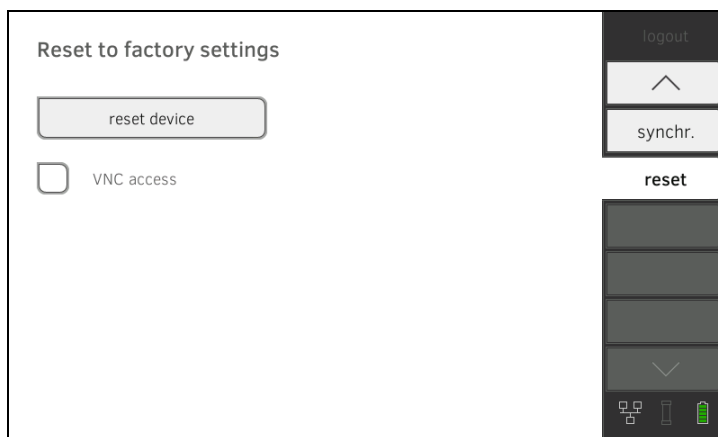 Reset to factory settings
reset device
VNC access
logout
synchr.
reset